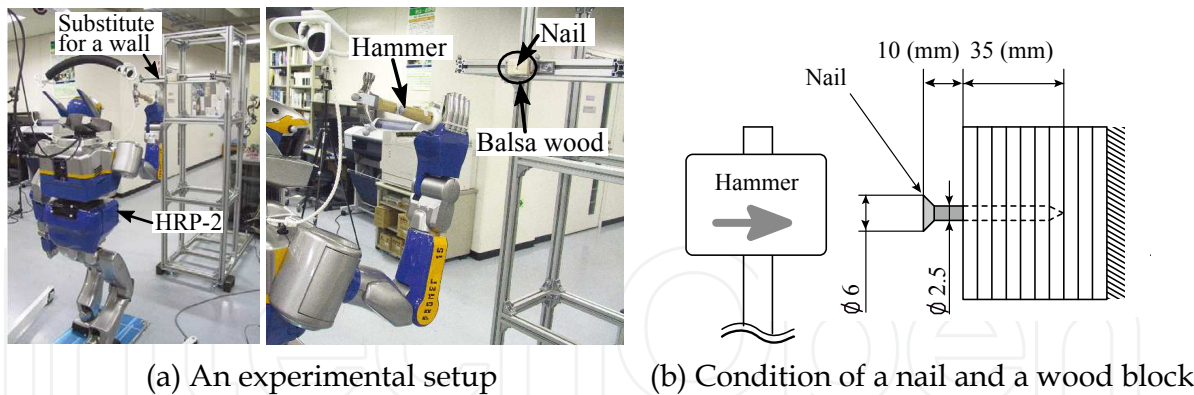 Substitute
for a wall
HRP-2
Hammer
Nail
Balsa wood
10 (mm) 35 (mm)
Nail
Hammer
ϕ6
ϕ2.5
(a) An experimental setup
(b) Condition of a nail and a wood block